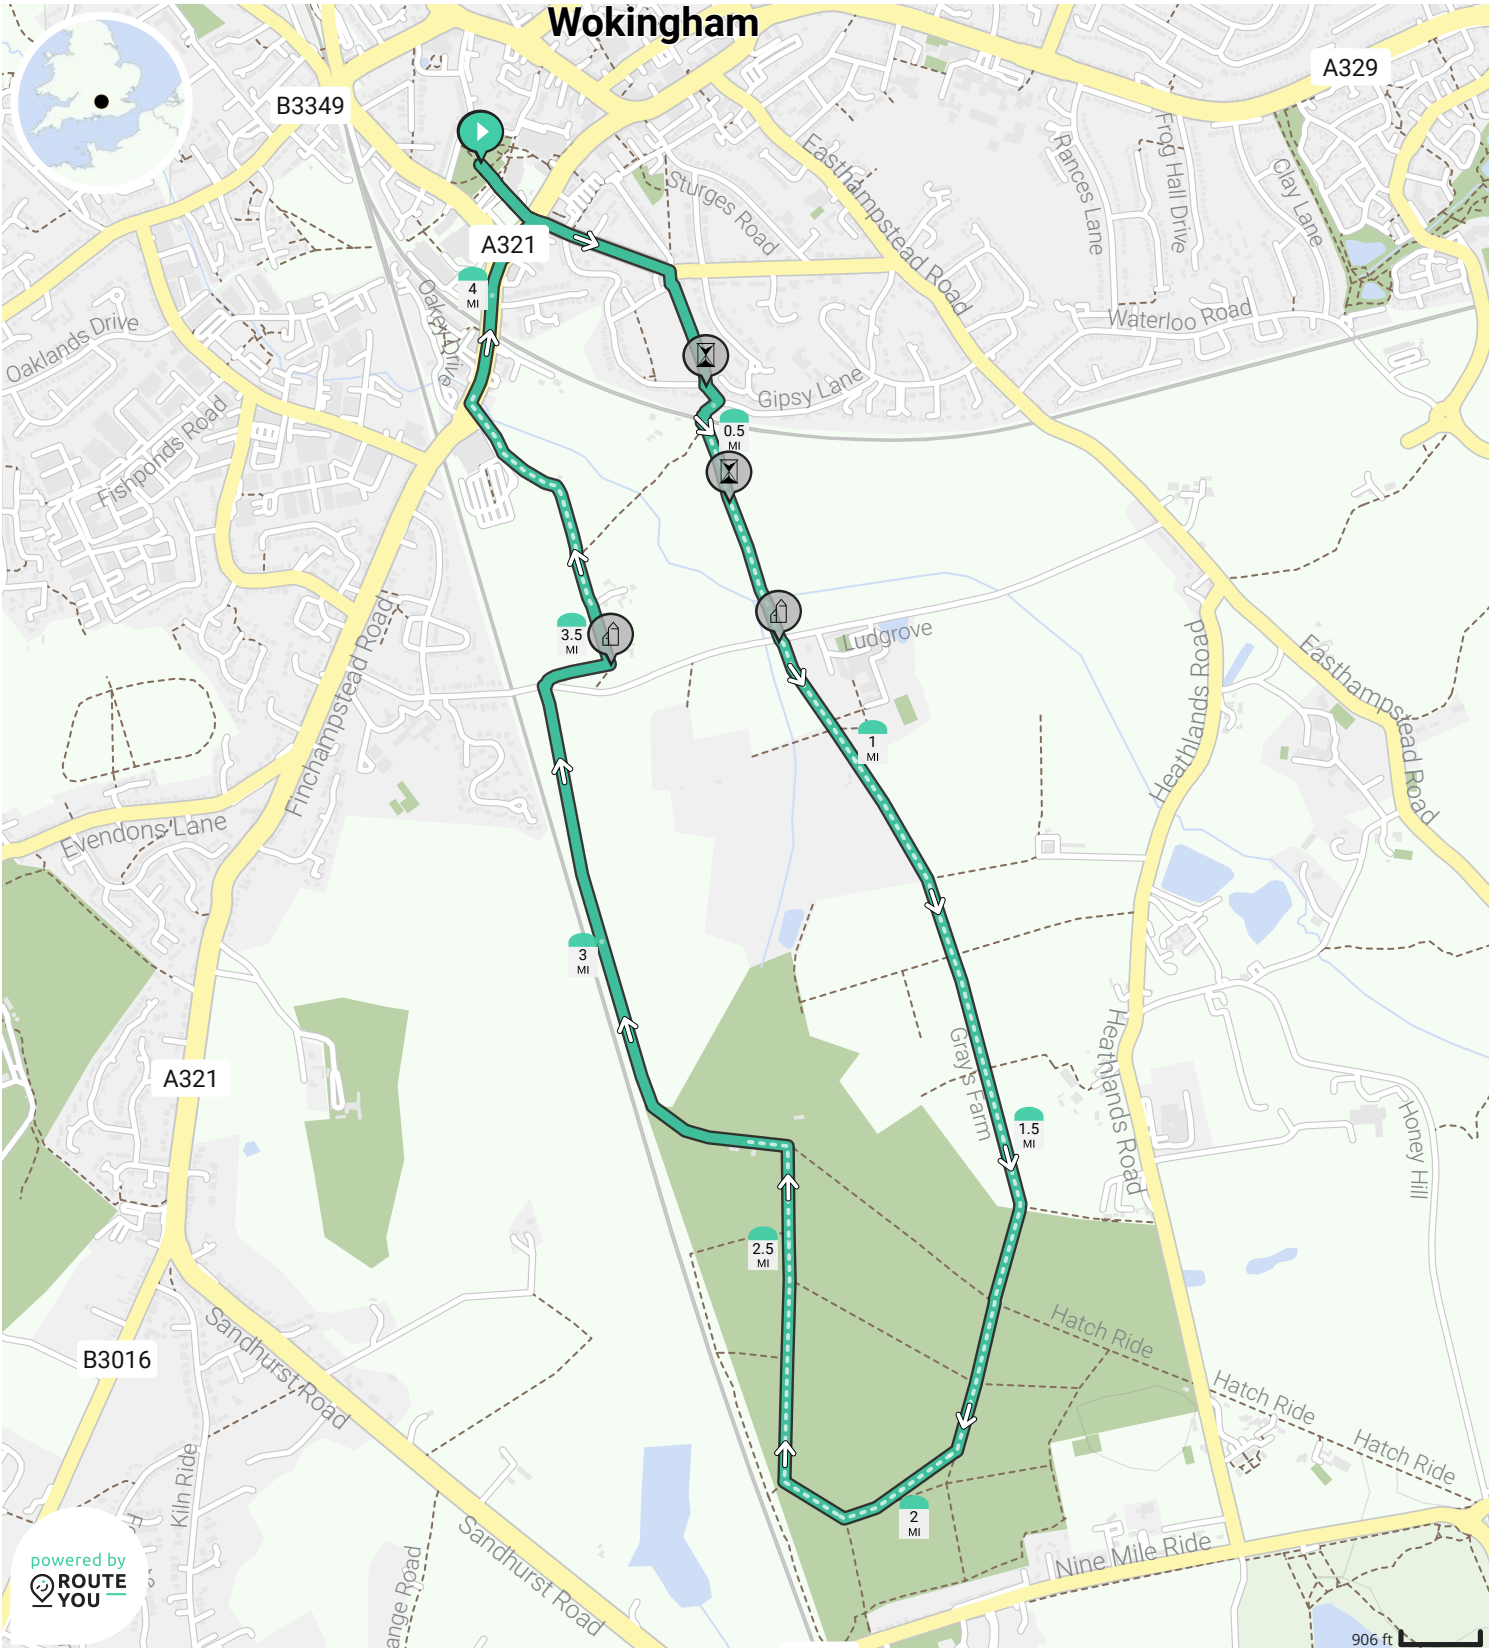 Wokingham
A329
B3349
Frog Hall Drive
Rances Lane
Easthampstead Road
Clay Lane
Sturges Road
A321
4
MI
Oakey Drive
Waterloo Road
Oaklands Drive
Gipsy Lane
Fishponds Road
0.5
MI
3.5
MI
Ludgrove
Finchampstead Road
Heathlands Road
Easthampstead Road
1
MI
Evendons Lane
3
MI
Gray's Farm
Heathlands Road
A321
1.5
MI
Honey Hill
2.5
MI
Hatch Ride
Sandhurst Road
B3016
Hatch Ride
Hatch Ride
Kiln Ride
2
MI
Sandhurst Road
Nine Mile Ride
ange Road
powered by
ROUTE
YOU
906 ft